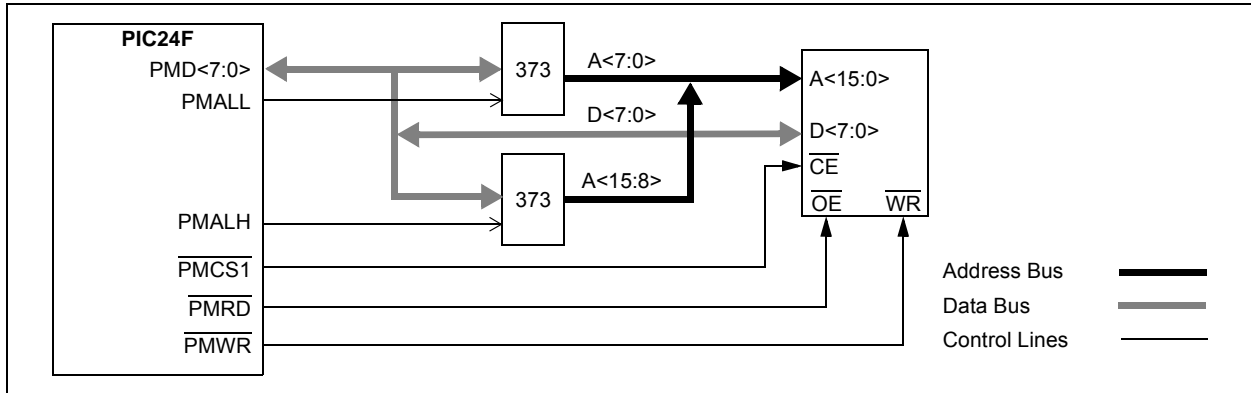 PIC24F
PMD<7:0>
PMALL
PMALH
PMCS1
PMRD
PMWR
373
373
A<7:0>
D<7:0>
A<15:8>
A<15:0>
D<7:0>
CE
OE WR
Address Bus
Data Bus
Control Lines